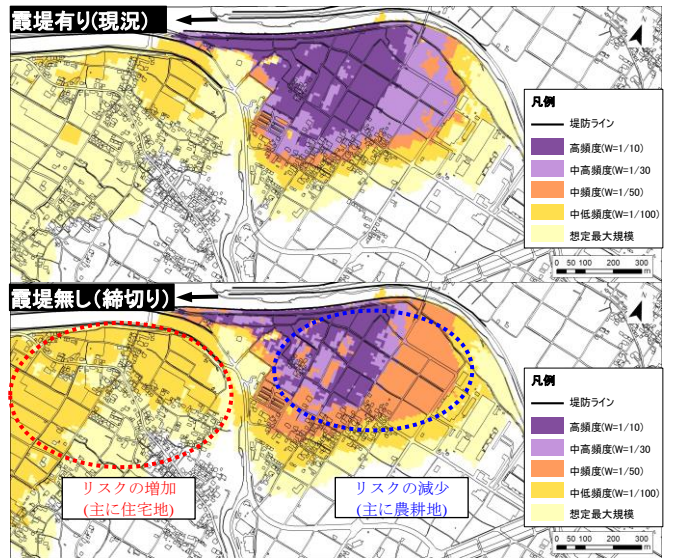 霞堤有り(現況)
N
凡例
堤防ライン
高頻度(W=1/10)
中高頻度(W=1/30
中頻度(W=1/50)
中低頻度(W=1/100)
想定最大規模
0 50 100 200 300
m
霞堤無し(締切り)
N
凡例
堤防ライン
高頻度(W=1/10)
中高頻度(W=1/30
中頻度(W=1/50)
中低頻度(W=1/100)
想定最大規模
リスクの増加
(主に住宅地)
リスクの減少
(主に農耕地)
0 50 100 200 300
m